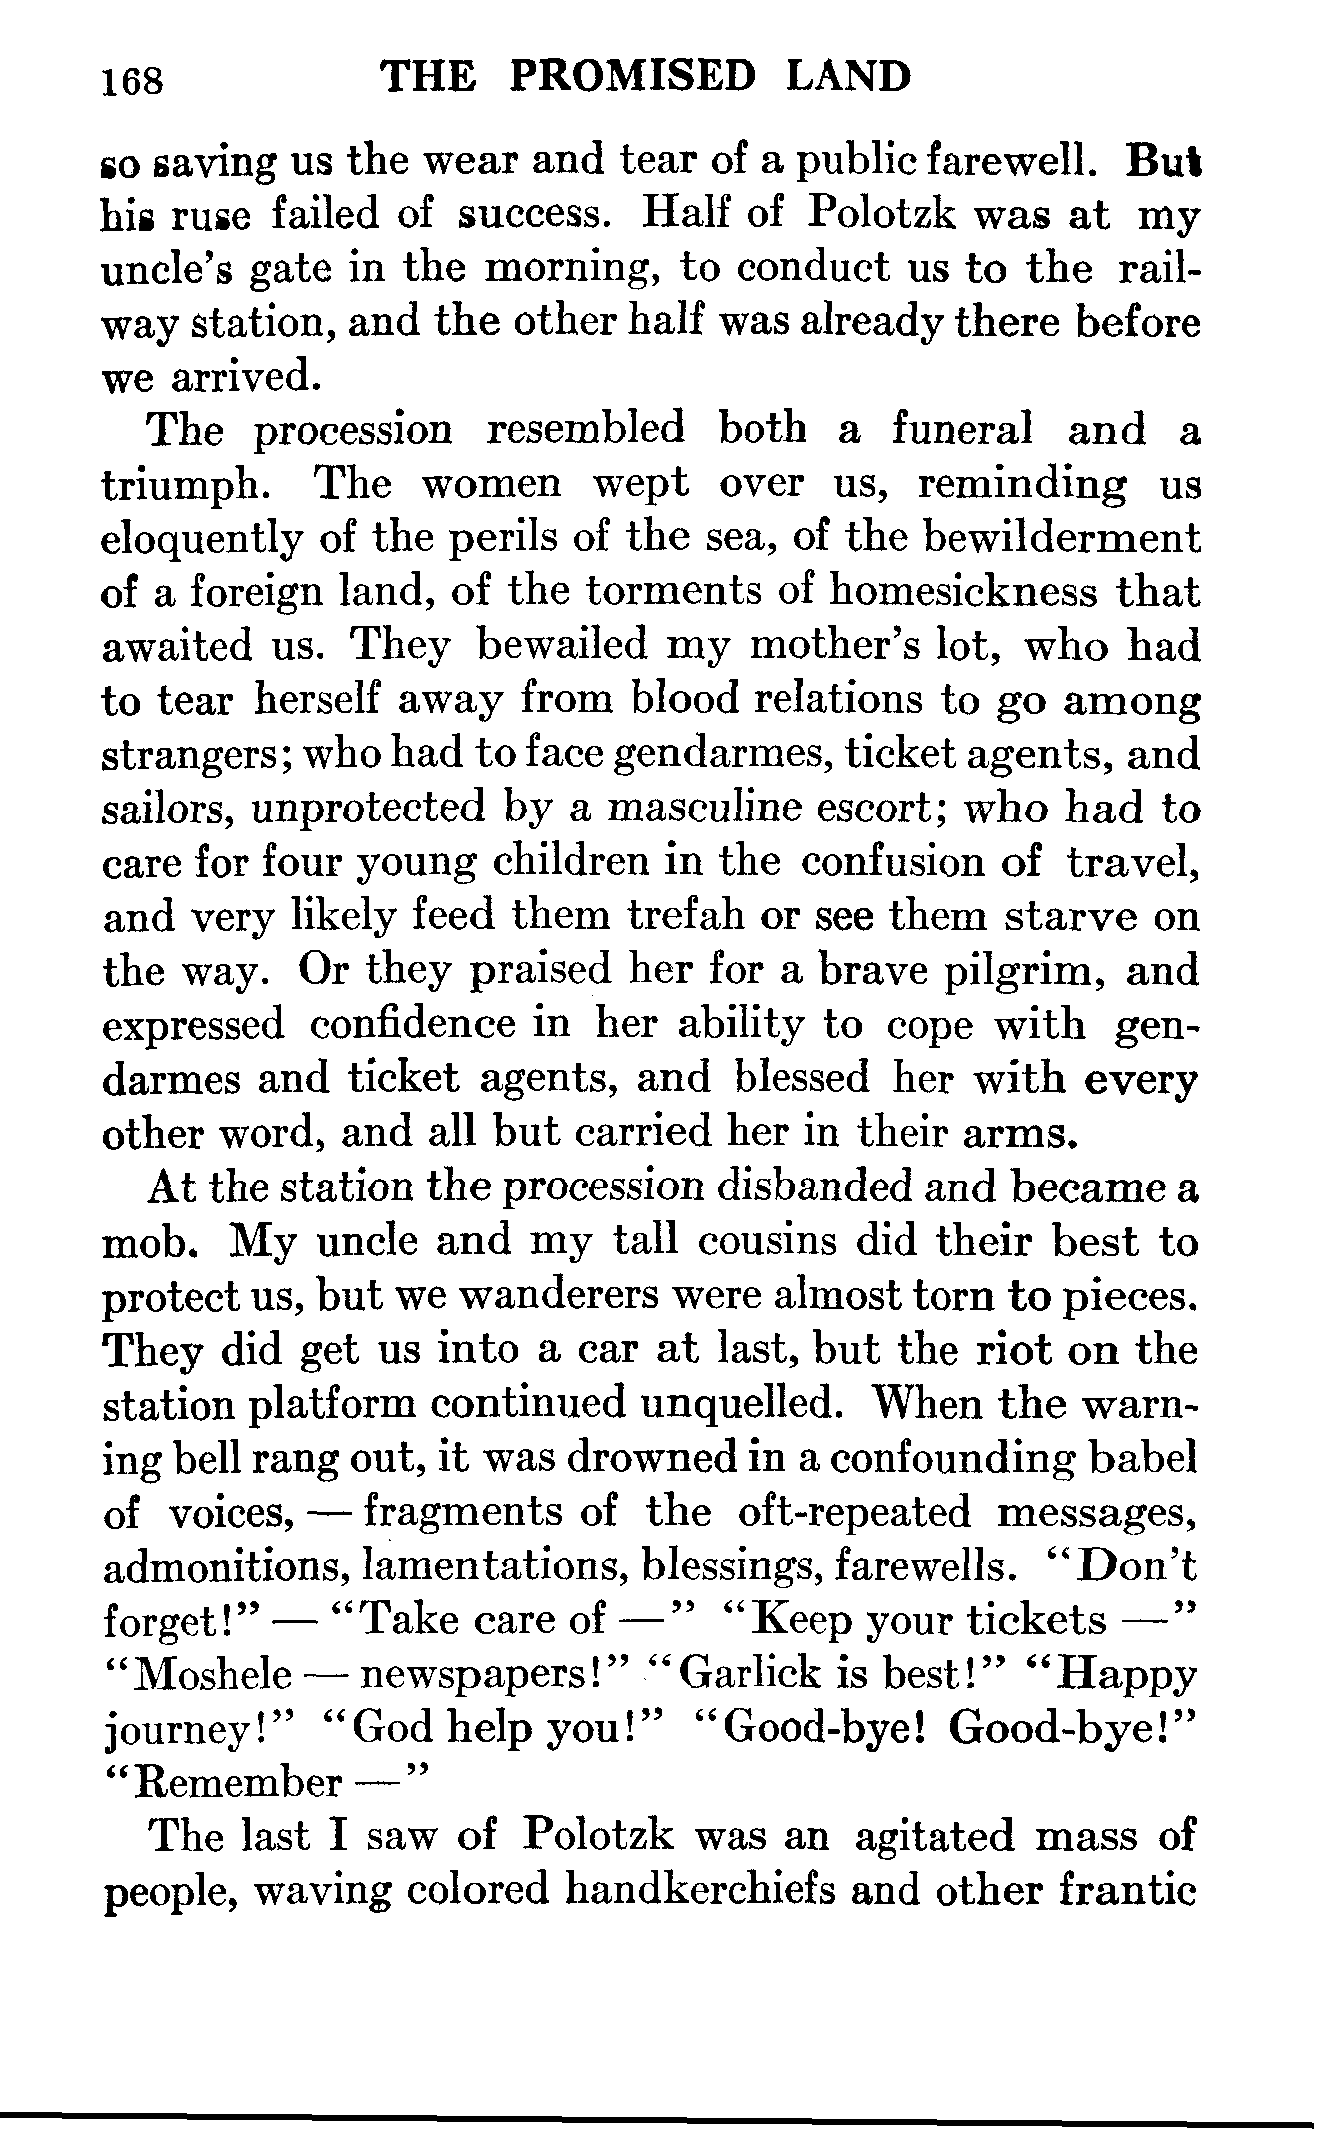 168 THE PROMISED LAND
so saving us the wear and tear of a public farewell. But
his ruse failed of success. Half of Polotzk was at my
uncle's gate in the morning, to conduct us to the rail-
way station, and the other half was already there before
we arrived.
The procession resembled both a funeral and a
triumph. The women wept over us, reminding us
eloquently of the perils of the sea, of the bewilderment
of a foreign land, of the torments of homesickness that
awaited us. They bewailed my mother's lot, who had
to tear herself away from blood relations to go among
strangers; who had to face gendarmes, ticket agents, and
sailors, unprotected by a masculine escort; who had to
care for four young children in the confusion of travel,
and very likely feed them trefah or see them starve on
the way. Or they praised her for a brave pilgrim, and
expressed confidence in her ability to cope with gen-
darmes and ticket agents, and blessed her with every
other word, and all but carried her in their arms.
At the station the procession disbanded and became a
mob. My uncle and my tall cousins did their best to
protect us, but we wanderers were almost torn to pieces.
They did get us into a car at last, but the riot on the
station platform continued unquelled. When the warn-
ing bell rang out, it was drowned in a confounding babel
of voices, — fragments of the oft-repeated messages,
admonitions, lamentations, blessings, farewells. "Don't
forget!" — "Take care of —" "Keep your tickets —"
"Moshele — newspapers!" "Garlick is best!" "Happy
journey!" "God help you!" "Good-bye! Good-bye!"
"Remember —"
The last I saw of Polotzk was an agitated mass of
people, waving colored handkerchiefs and other frantic